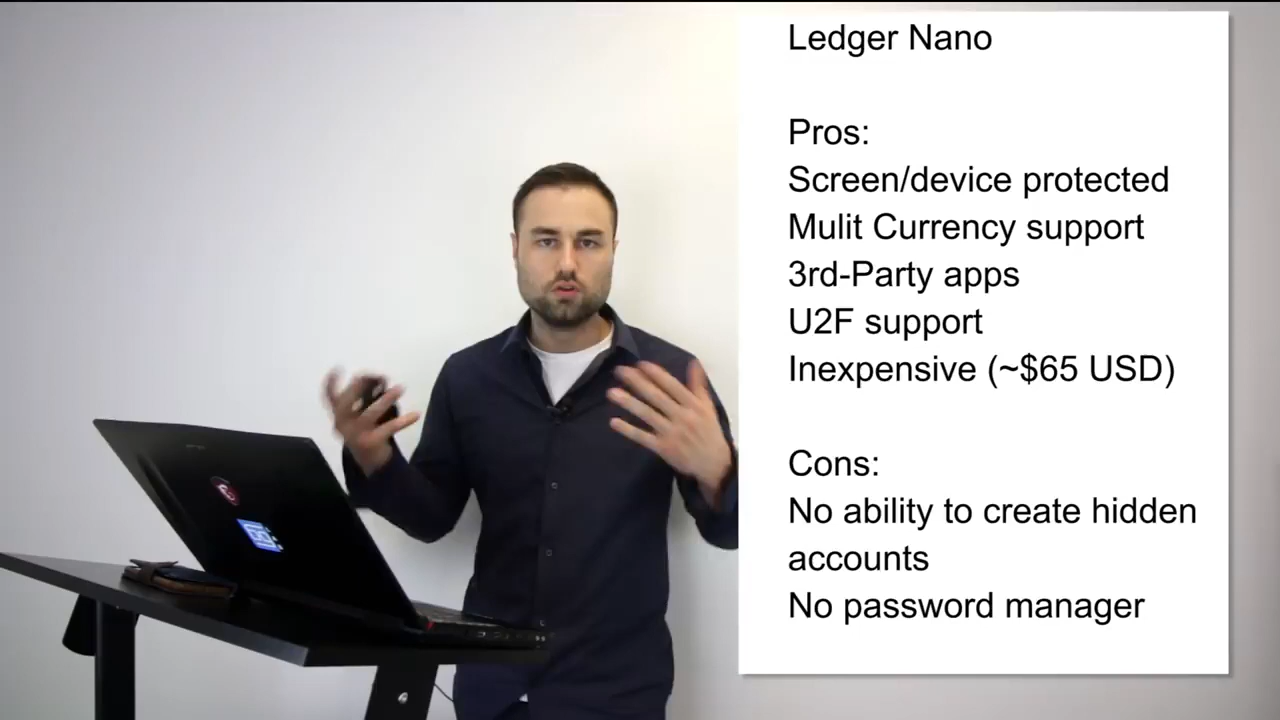 Ledger Nano
Pros:
Screen/device protected
Mulit Currency support
3rd-Party apps
U2F support
Inexpensive (~$65 USD)
Cons:
No ability to create hidden
accounts
No password manager